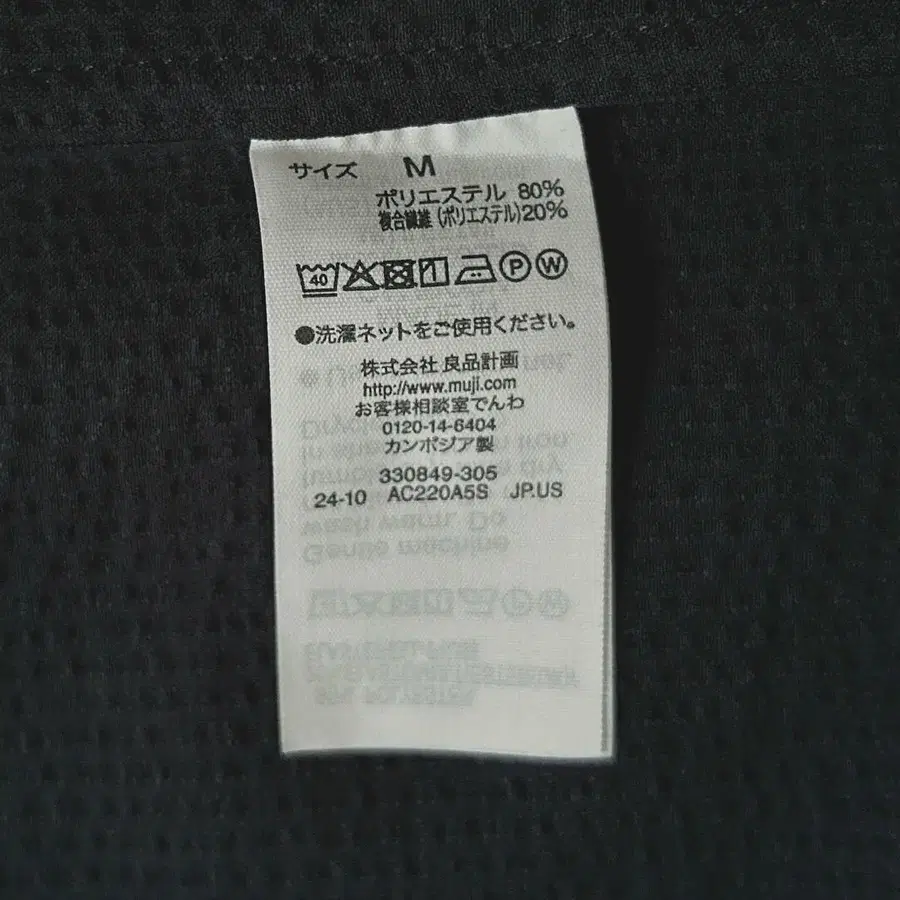 サイズ M
ポリエステル 80%
複合繊維(ポリエステル)20%
40 P W
●洗濯ネットをご使用ください。
株式会社 良品計画
http://www.muji.com
お客様相談室でんわ
0120-14-6404
カンボジア製
330849-305
24-10 AC220A5S JP.US